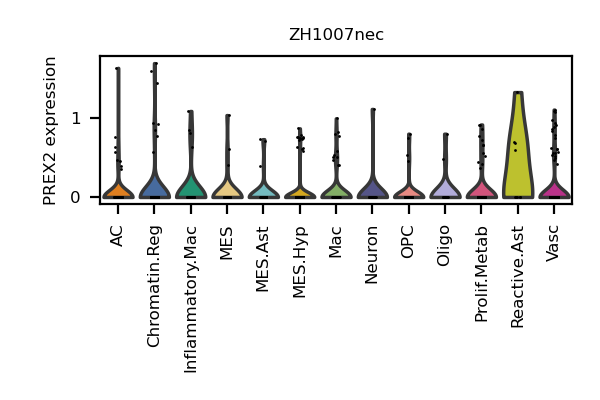 ZH1007nec
PREX2 expression
1
0
AC
Chromatin.Reg
Inflammatory.Mac
MES
MES.Ast
MES.Hyp
Mac
Neuron
OPC
Oligo
Prolif.Metab
Reactive.Ast
Vasc